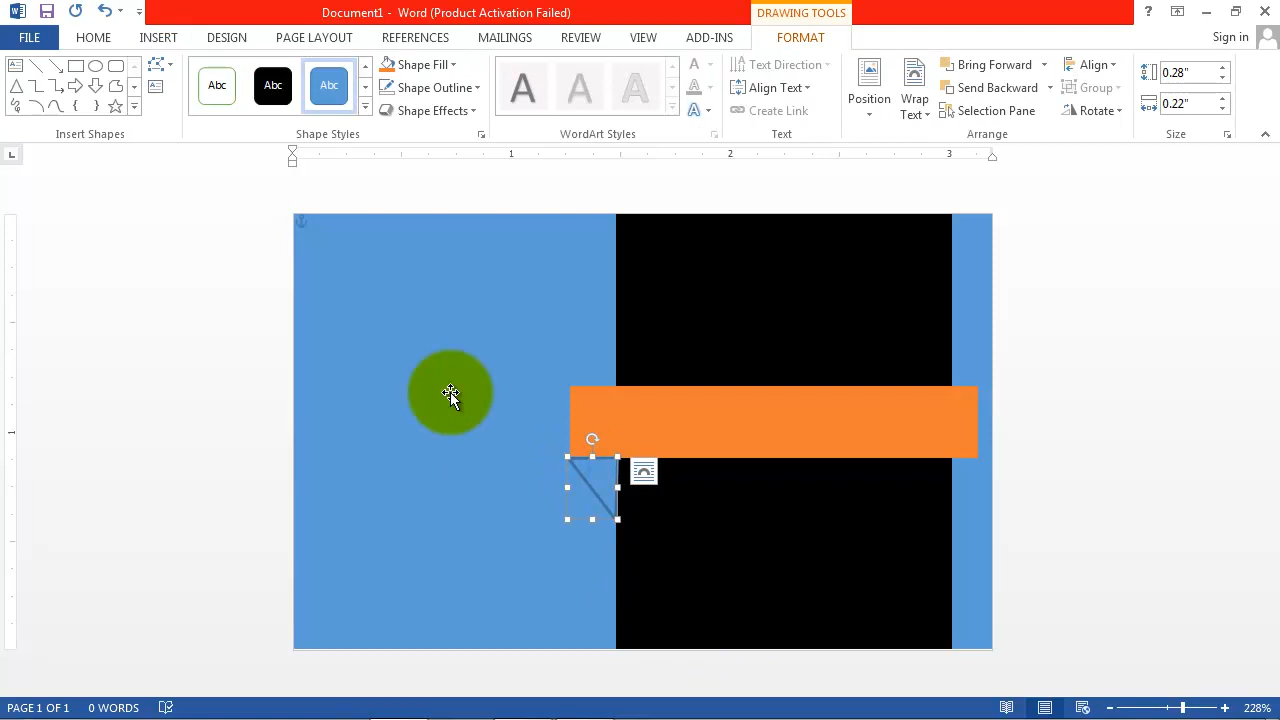 Document1 - Word (Product Activation Failed)
DRAWING TOOLS
?
FILE
HOME
INSERT
DESIGN
PAGE LAYOUT
REFERENCES
MAILINGS
REVIEW
VIEW
ADD-INS
FORMAT
Sign in
Abc
Abc
Abc
Shape Fill
Shape Outline
Shape Effects
A
A
A
A
A
A
Text Direction
Align Text
Create Link
Position
Wrap
Text
Bring Forward
Send Backward
Selection Pane
Align
Group
Rotate
0.28"
0.22"
Insert Shapes
Shape Styles
WordArt Styles
Text
Arrange
Size
L
1
2
3
1
PAGE 1 OF 1
0 WORDS
228%